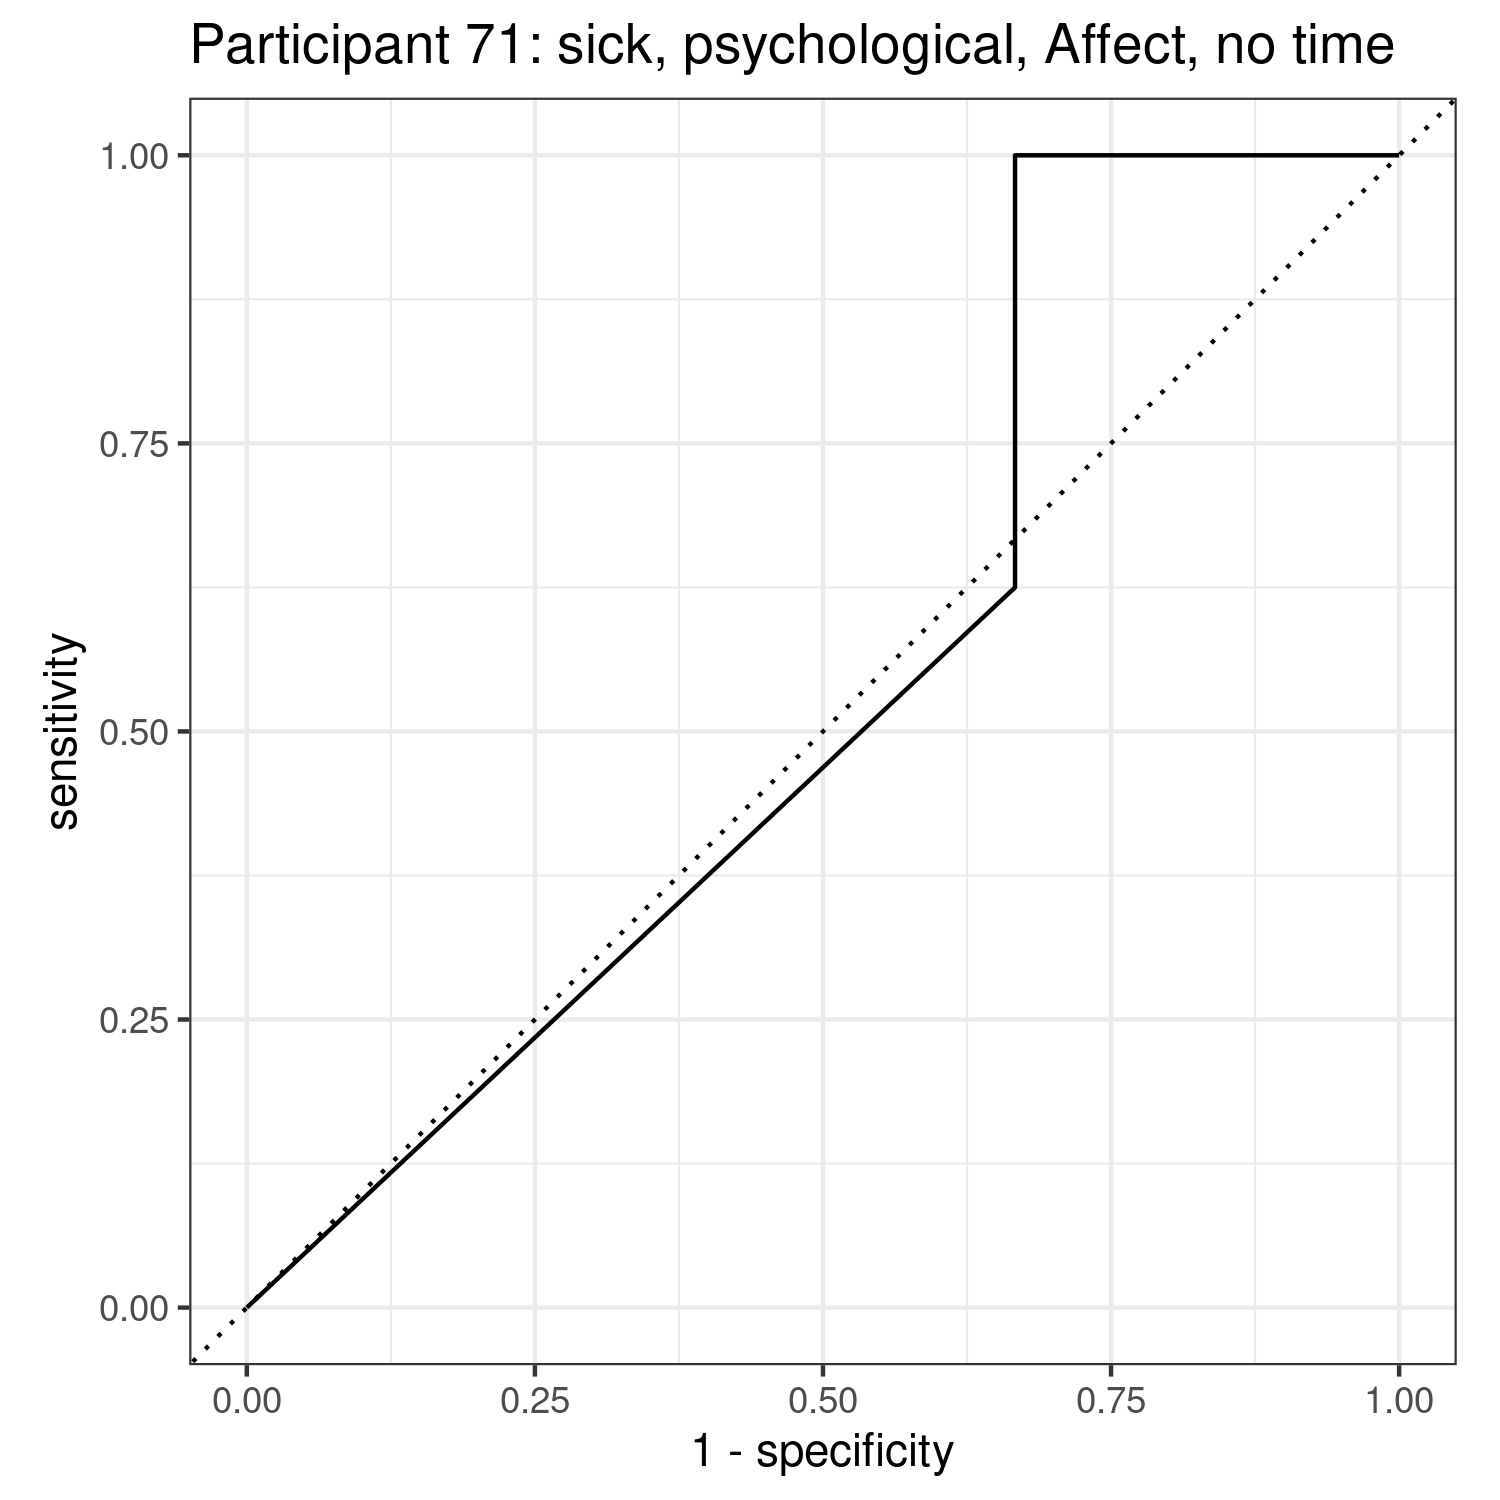 Participant 71: sick, psychological, Affect, no time
sensitivity
1.00
0.75
0.50
0.25
0.00
0.00 0.25 0.50 0.75 1.00
1 - specificity